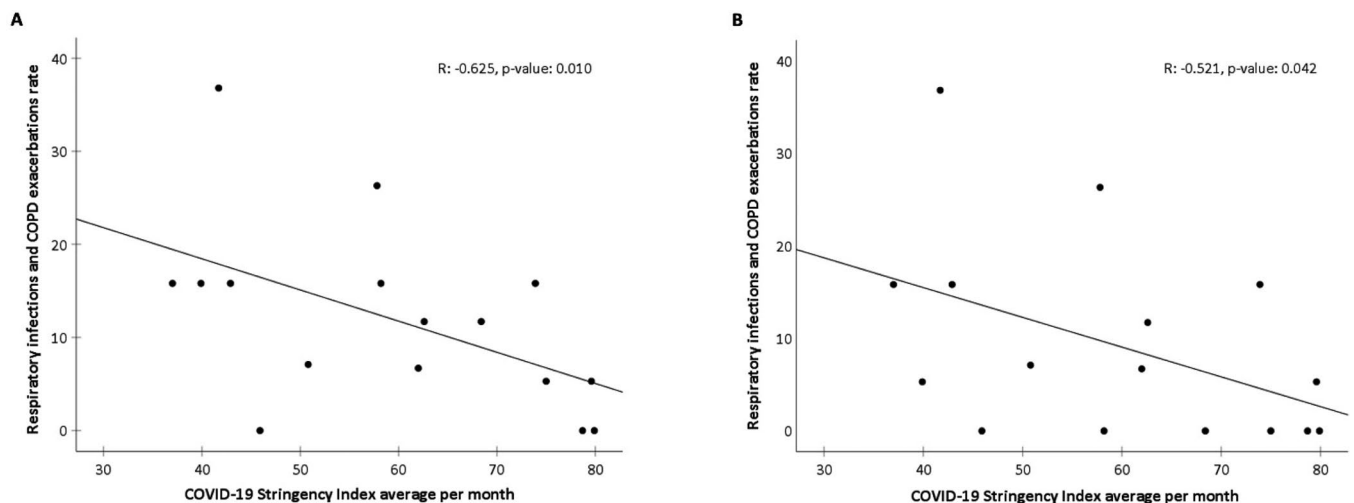 A
Respiratory infections and COPD exacerbations rate
40
30
20
10
0
R: -0.625, p-value: 0.010
30 40 50 60 70 80
COVID-19 Stringency Index average per month
B
Respiratory infections and COPD exacerbations rate
40
30
20
10
0
R: -0.521, p-value: 0.042
30 40 50 60 70 80
COVID-19 Stringency Index average per month